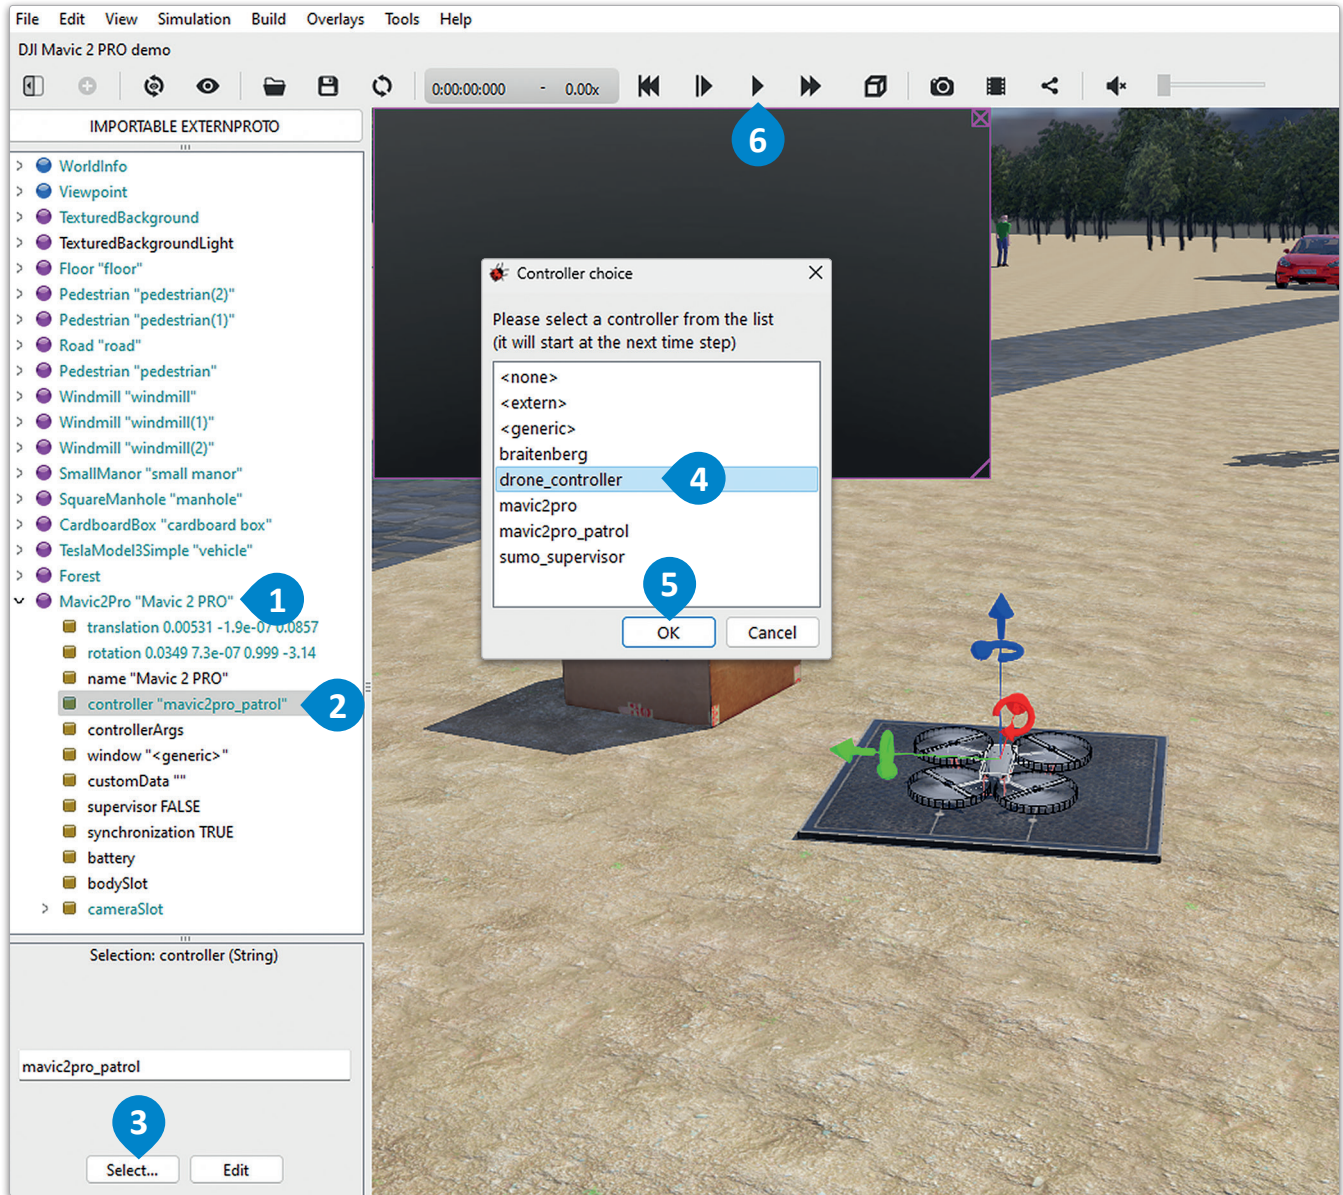 File Edit View Simulation Build Overlays Tools Help
DJI Mavic 2 PRO demo
0:00:00:000 - 0.00x
6
IMPORTABLE EXTERNPROTO
WorldInfo
Viewpoint
TexturedBackground
TexturedBackgroundLight
Floor "floor"
Pedestrian "pedestrian(2)"
Pedestrian "pedestrian(1)"
Road "road"
Pedestrian "pedestrian"
Windmill "windmill"
Windmill "windmill(1)"
Windmill "windmill(2)"
SmallManor "small manor"
SquareManhole "manhole"
CardboardBox "cardboard box"
TeslaModel3Simple "vehicle"
Forest
Mavic2Pro "Mavic 2 PRO"
1
translation 0.00531 -1.9e-07 0.0857
rotation 0.0349 7.3e-07 0.999 -3.14
name "Mavic 2 PRO"
controller "mavic2pro_patrol"
2
controllerArgs
window "<generic>"
customData ""
supervisor FALSE
synchronization TRUE
battery
bodySlot
cameraSlot
Selection: controller (String)
mavic2pro_patrol
3
Select... Edit
Controller choice
Please select a controller from the list
(it will start at the next time step)
<none>
<extern>
<generic>
braitenberg
drone_controller
4
mavic2pro
mavic2pro_patrol
sumo_supervisor
5
OK Cancel